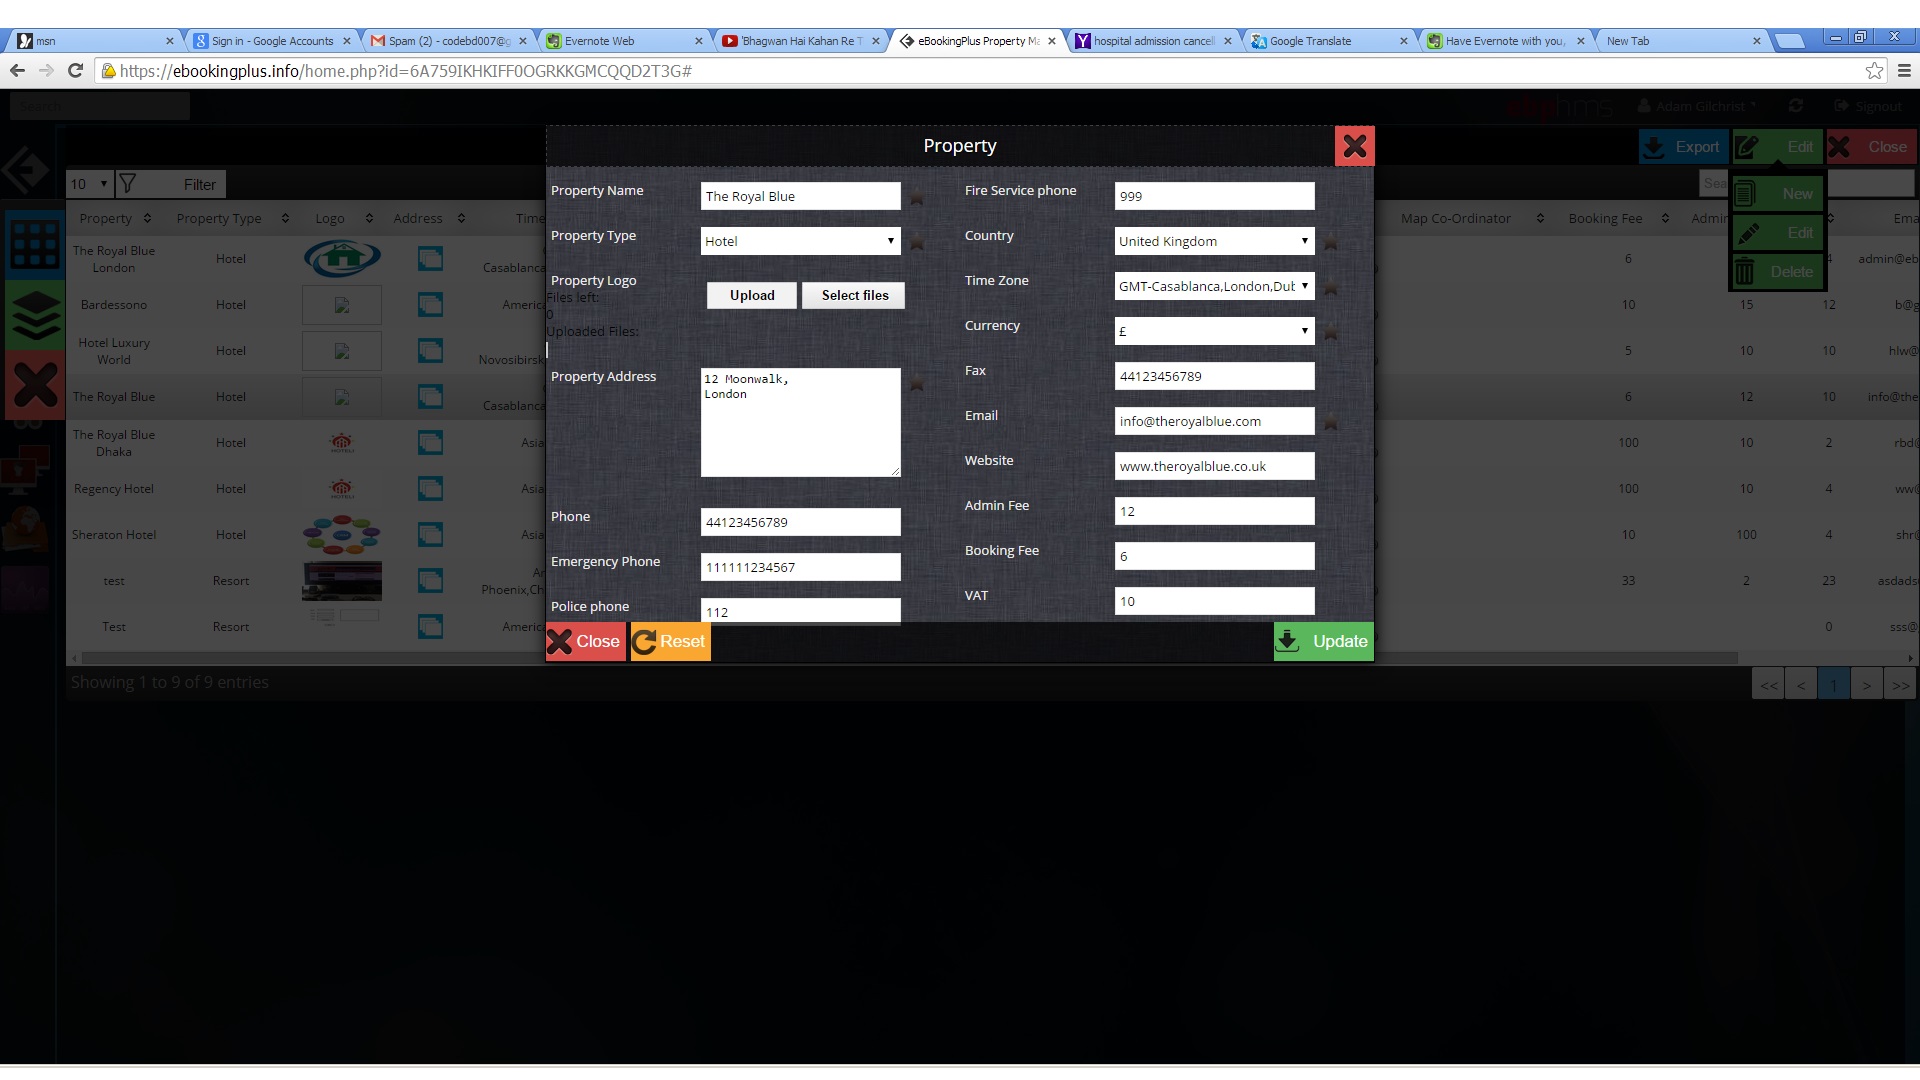 msn
Sign in - Google Accounts
Spam (2) - codebd007@g
Evernote Web
'Bhagwan Hai Kahan Re T
eBookingPlus Property Ma
hospital admission cancell
Google Translate
Have Evernote with you,
New Tab
https://ebookingplus.info/home.php?id=6A759IKHKIFF0OGRKKGMCQQD2T3G#
Search
hms
Adam Gilchrist
Signout
Property
Export
Edit
Close
New
Edit
Delete
10
Filter
Sea
Property
Property Type
Logo
Address
Time
Map Co-Ordinator
Booking Fee
Admin
Ema
The Royal Blue
London
Hotel
Casablanca
6
4
admin@eb
Bardessono
Hotel
America
10
15
12
b@g
Hotel Luxury
World
Hotel
Novosibirsk
5
10
10
hlw@
The Royal Blue
Hotel
Casablanca
6
12
10
info@the
The Royal Blue
Dhaka
Hotel
HOTELI
Asia
100
10
2
rbd@
Regency Hotel
Hotel
HOTELI
Asia
100
10
4
ww@
Sheraton Hotel
Hotel
Asia
10
100
4
shr@
test
Resort
Phoenix,Ch
33
2
23
asdads
Test
Resort
America
0
sss@
Property Name
The Royal Blue
Property Type
Hotel
Property Logo
Files left:
0
Uploaded Files:
Upload
Select files
Property Address
12 Moonwalk,
London
Phone
44123456789
Emergency Phone
111111234567
Police phone
112
Fire Service phone
999
Country
United Kingdom
Time Zone
GMT-Casablanca,London,Dub
Currency
£
Fax
44123456789
Email
info@theroyalblue.com
Website
www.theroyalblue.co.uk
Admin Fee
12
Booking Fee
6
VAT
10
Close
Reset
Update
Showing 1 to 9 of 9 entries
<<
<
1
>
>>